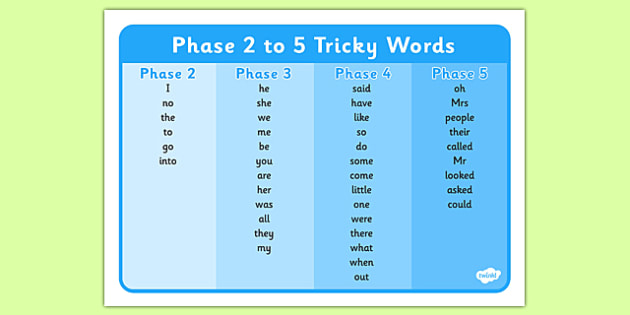 Phase 2 to 5 Tricky Words
Phase 2
I
no
the
to
go
into
Phase 3
he
she
we
me
be
you
are
her
was
all
they
my
Phase 4
said
have
like
so
do
some
come
little
one
were
there
what
when
out
Phase 5
oh
Mrs
people
their
called
Mr
looked
asked
could
twinkl